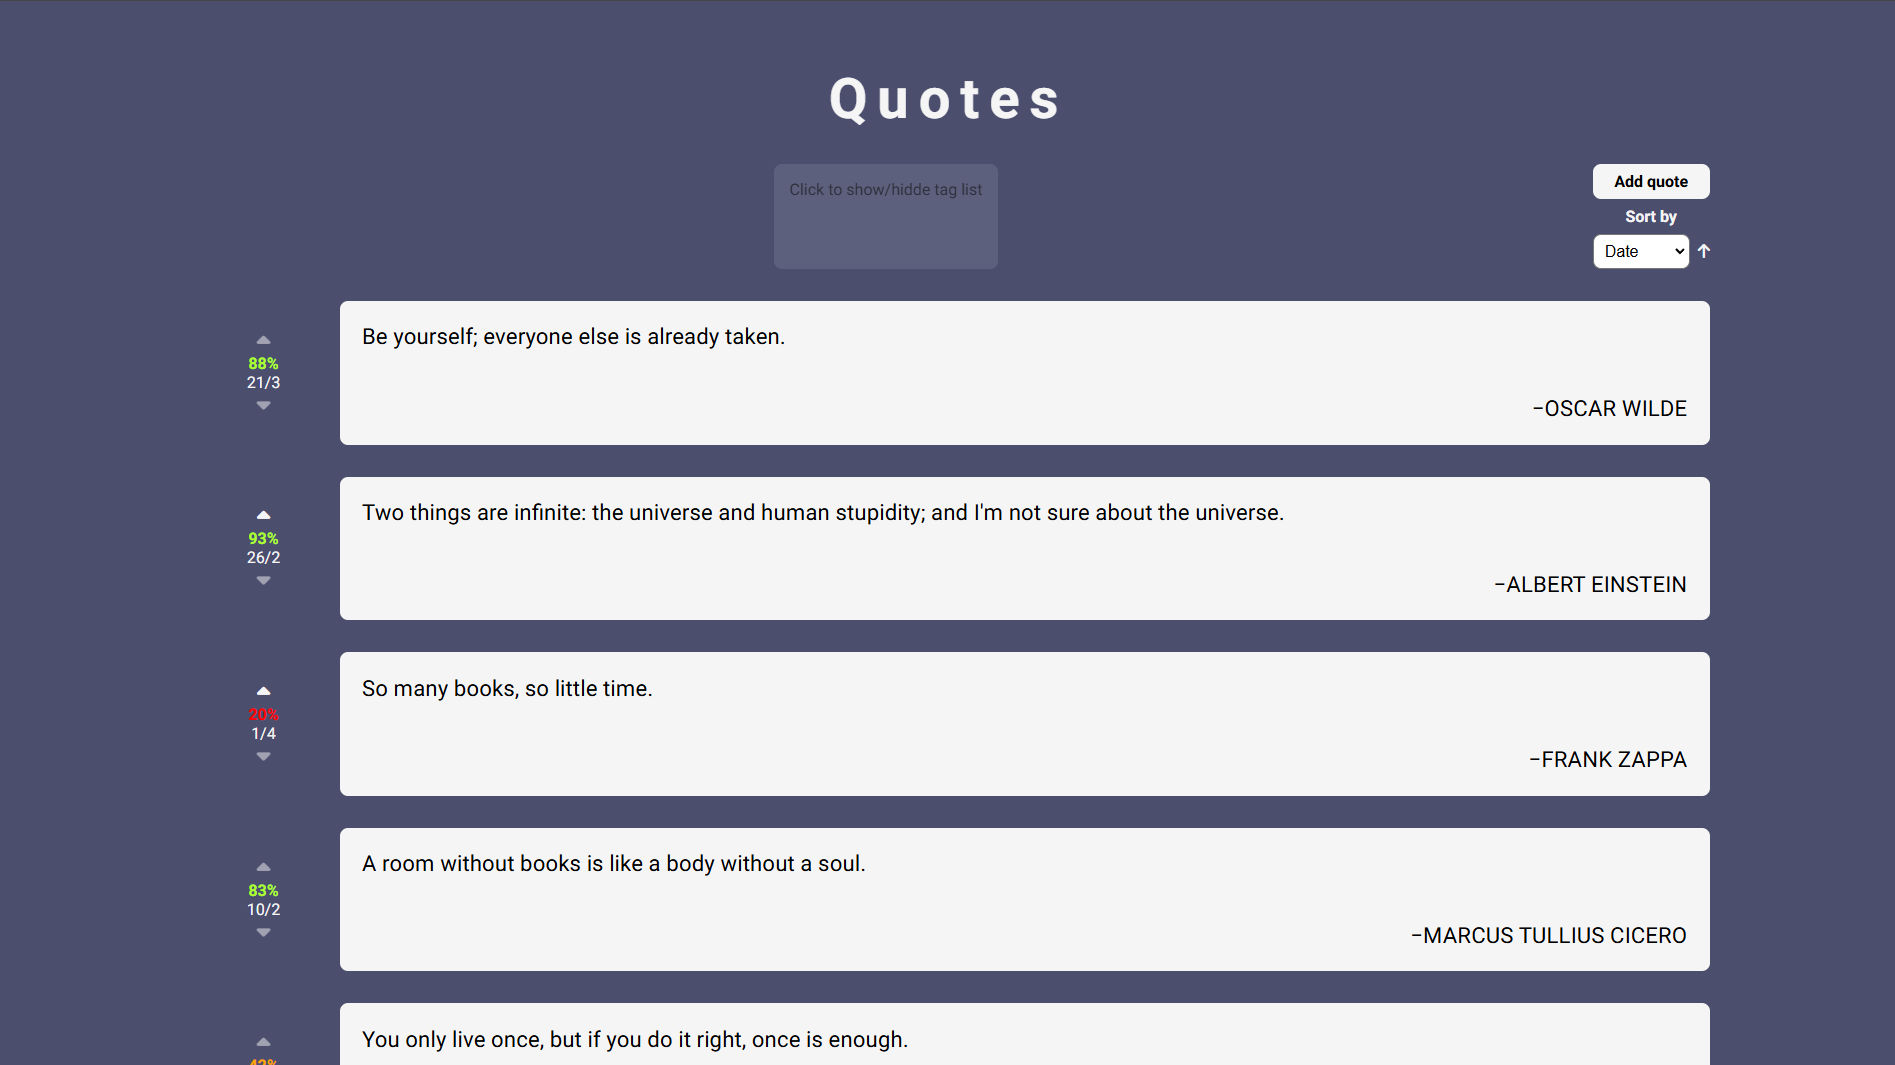 Quotes
Click to show/hidde tag list
Add quote
Sort by
Date
Be yourself; everyone else is already taken.
88%
21/3
−OSCAR WILDE
Two things are infinite: the universe and human stupidity; and I'm not sure about the universe.
93%
26/2
−ALBERT EINSTEIN
So many books, so little time.
20%
1/4
−FRANK ZAPPA
A room without books is like a body without a soul.
83%
10/2
−MARCUS TULLIUS CICERO
You only live once, but if you do it right, once is enough.